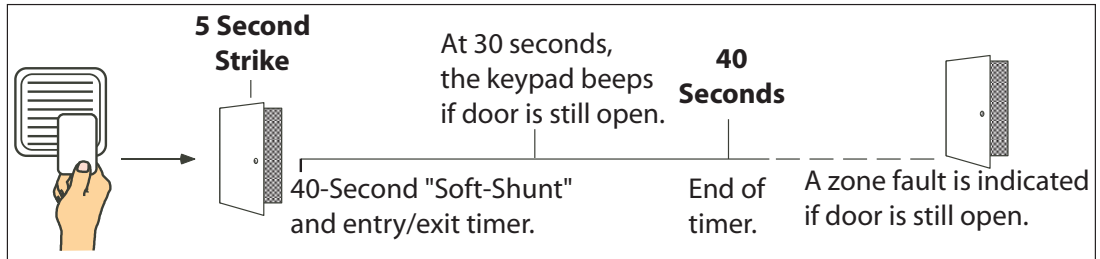 5 Second
Strike
At 30 seconds,
the keypad beeps
if door is still open.
40
Seconds
40-Second "Soft-Shunt"
and entry/exit timer.
End of
timer.
A zone fault is indicated
if door is still open.